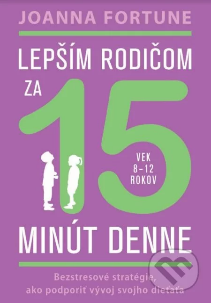 JOANNA FORTUNE
LEPŠÍM RODIČOM
ZA
15
VEK
8–12
ROKOV
MINÚT DENNE
Bezstresové stratégie,
ako podporiť vývoj svojho dieťaťa
martinus